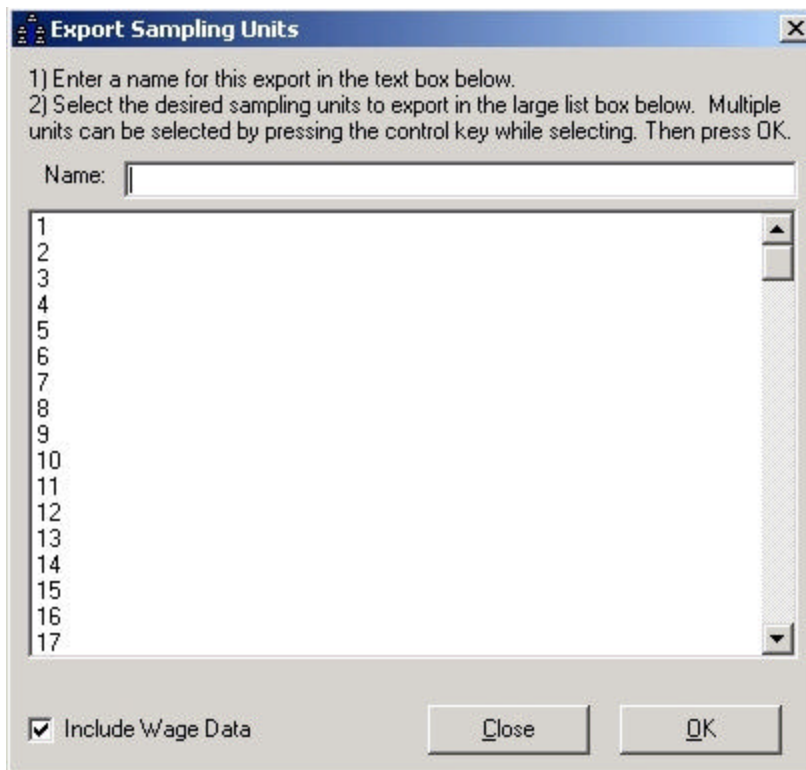 Export Sampling Units
1) Enter a name for this export in the text box below.
2) Select the desired sampling units to export in the large list box below.  Multiple
units can be selected by pressing the control key while selecting. Then press OK.
Name:
1
2
3
4
5
6
7
8
9
10
11
12
13
14
15
16
17
Include Wage Data
Close
OK